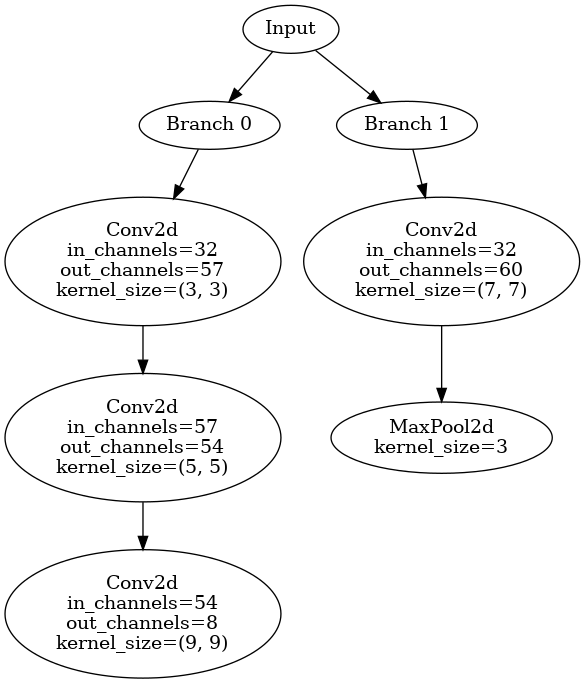 Input
Branch 0
Branch 1
Conv2d
in_channels=32
out_channels=57
kernel_size=(3, 3)
Conv2d
in_channels=32
out_channels=60
kernel_size=(7, 7)
Conv2d
in_channels=57
out_channels=54
kernel_size=(5, 5)
MaxPool2d
kernel_size=3
Conv2d
in_channels=54
out_channels=8
kernel_size=(9, 9)